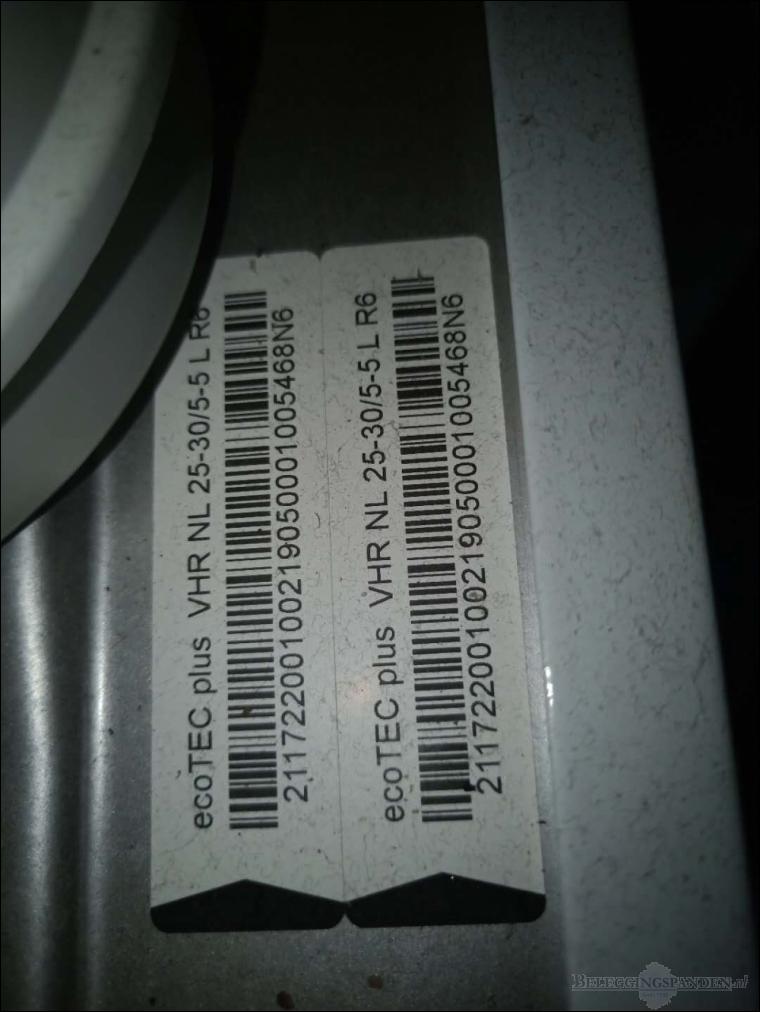 ecoTEC plus VHR NL 25-30/5-5 L R6
21172200100219050001005468N6
ecoTEC plus VHR NL 25-30/5-5 L R6
21172200100219050001005468N6
BELEGGINGSPANDEN.nl